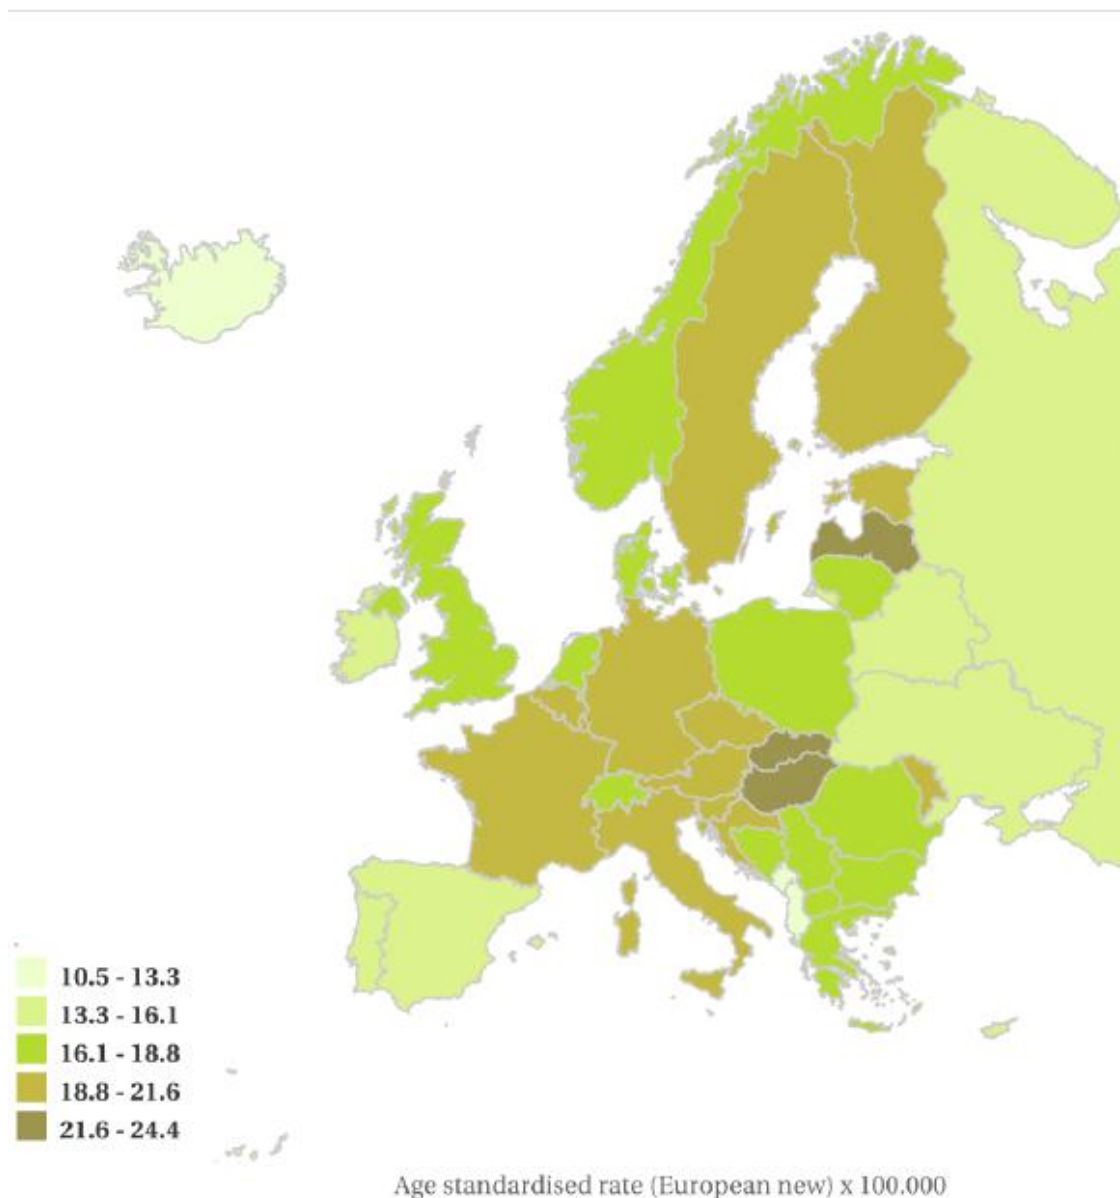 10.5 - 13.3
13.3 - 16.1
16.1 - 18.8
18.8 - 21.6
21.6 - 24.4
Age standardised rate (European new) x 100.000